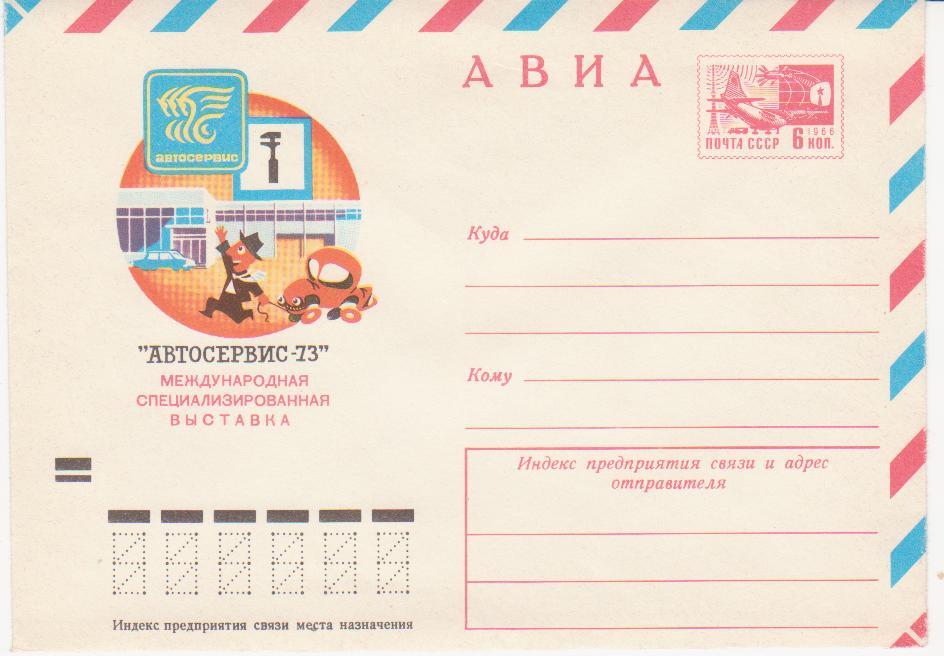 АВИА
ПОЧТА СССР 6 КОП.
1966
автосервис
"АВТОСЕРВИС-73"
МЕЖДУНАРОДНАЯ
СПЕЦИАЛИЗИРОВАННАЯ
ВЫСТАВКА
Куда
Кому
Индекс предприятия связи и адрес
отправителя
Индекс предприятия связи места назначения